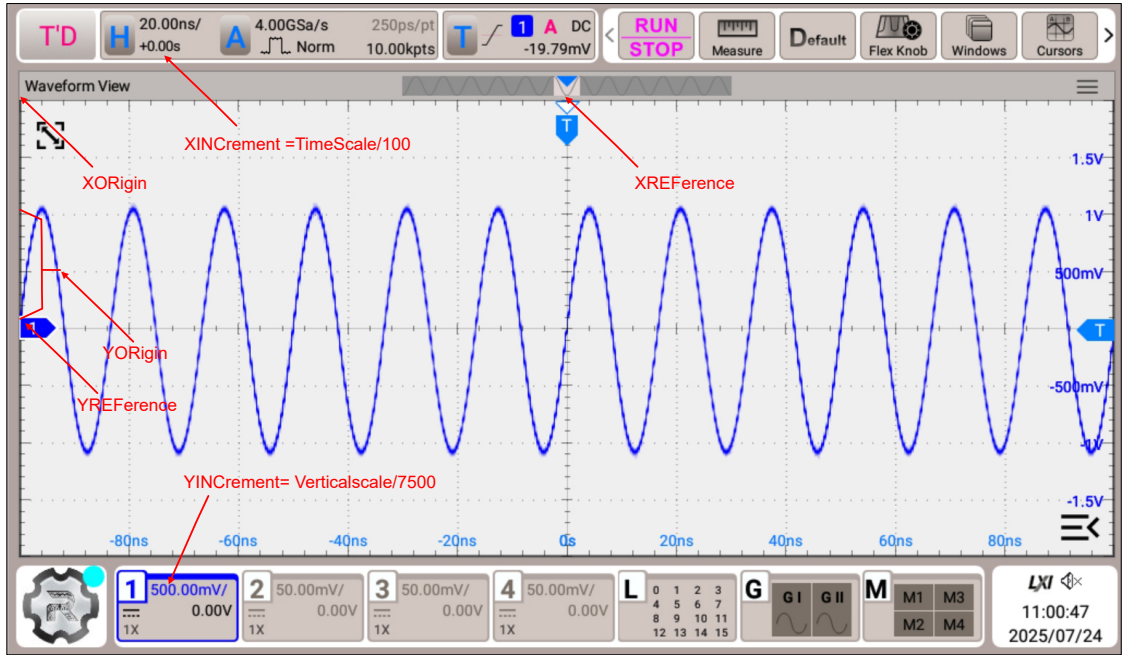 T'D
H
20.00ns/
+0.00s
A
4.00GSa/s
Norm
250ps/pt
10.00kpts
T
1 A DC
-19.79mV
RUN
STOP
Measure
Default
Flex Knob
Windows
Cursors
Waveform View
T
XINCrement =TimeScale/100
XORigin
XREFerence
1.5V
1V
500mV
1
T
YORigin
-500mV
YREFerence
-1V
YINCrement= Verticalscale/7500
-1.5V
-80ns -60ns -40ns -20ns 0s 20ns 40ns 60ns 80ns
R
1 500.00mV/
0.00V
1X
2 50.00mV/
0.00V
1X
3 50.00mV/
0.00V
1X
4 50.00mV/
0.00V
1X
L
0 1 2 3
4 5 6 7
8 9 10 11
12 13 14 15
G
G I G II
M
M1 M3
M2 M4
LXI
11:00:47
2025/07/24